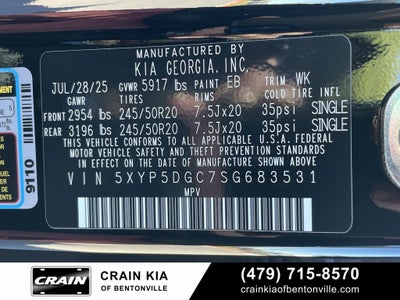 MANUFACTURED BY
KIA GEORGIA, INC.
JUL/28/25 GVWR 5917 lbs PAINT EB TRIM WK
GAWR TIRES RIMS COLD TIRE INFL
FRONT 2954 lbs 245/50R20 7.5Jx20 35psi SINGLE
REAR 3196 lbs 245/50R20 7.5Jx20 35psi SINGLE
THIS VEHICLE CONFORMS TO ALL APPLICABLE U.S.A. FEDERAL
MOTOR VEHICLE SAFETY AND THEFT PREVENTION STANDARDS
IN EFFECT ON THE DATE OF MANUFACTURE SHOWN ABOVE.
VIN 5XYP5DGC7SG683531
MPV
9110
CRAIN
CRAIN KIA
OF BENTONVILLE
(479) 715-8570
crainkiaofbentonville.com